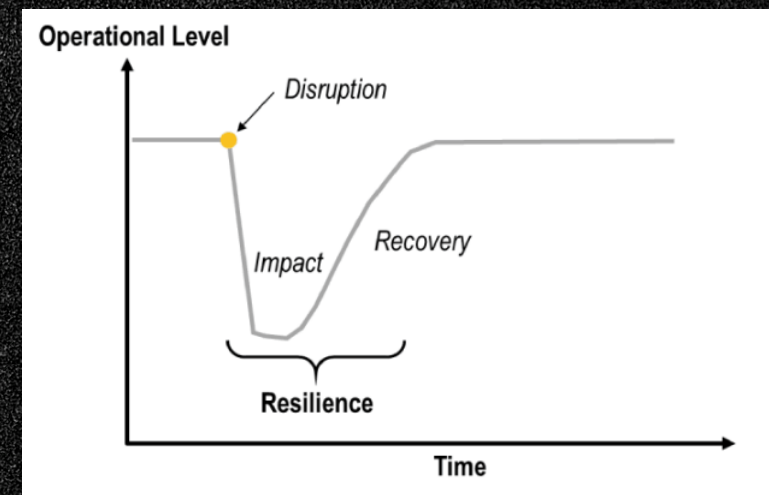 Operational Level
Disruption
Impact
Recovery
Resilience
Time